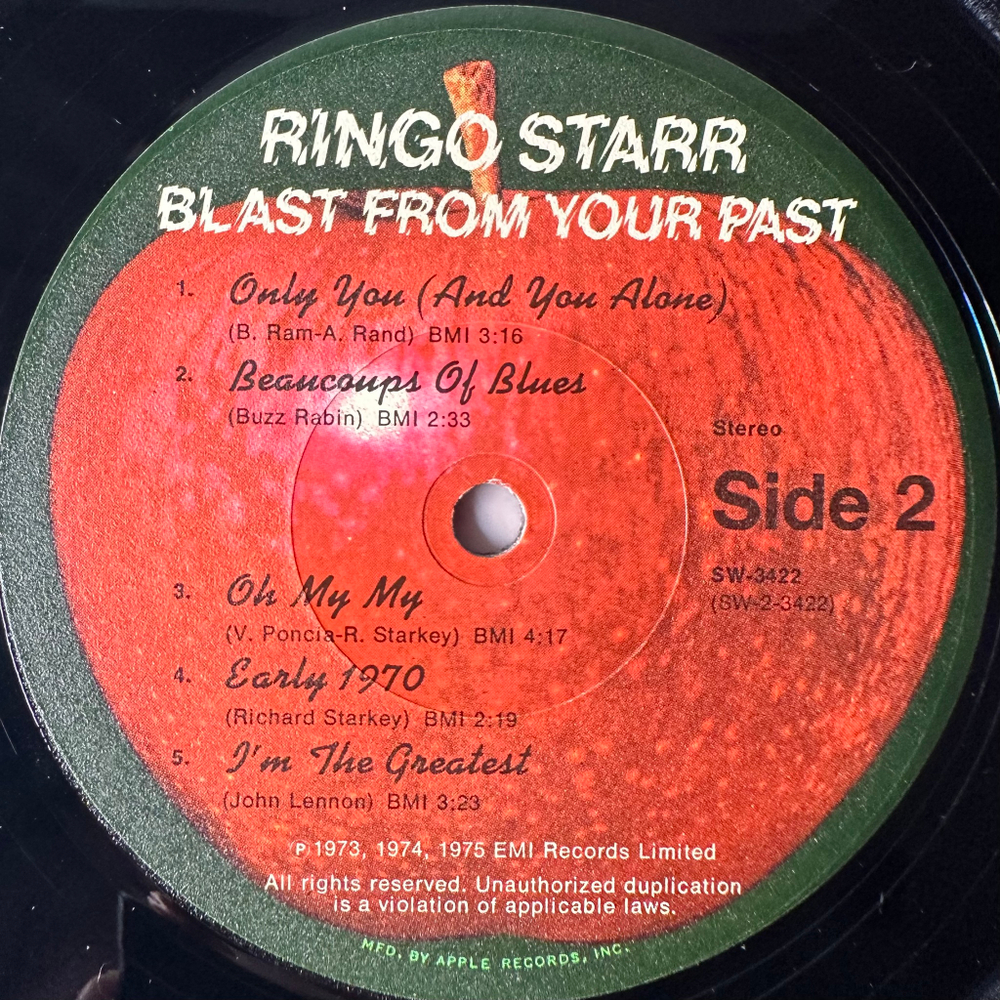 RINGO STARR
BLAST FROM YOUR PAST
1. Only You (And You Alone)
(B. Ram-A. Rand) BMI 3:16
2. Beaucoups Of Blues
(Buzz Rabin) BMI 2:33
Stereo
Side 2
SW-3422
(SW-2-3422)
3. Oh My My
(V. Poncia-R. Starkey) BMI 4:17
4. Early 1970
(Richard Starkey) BMI 2:19
5. I'm The Greatest
(John Lennon) BMI 3:23
℗ 1973, 1974, 1975 EMI Records Limited
All rights reserved. Unauthorized duplication
is a violation of applicable laws.
MFD. BY APPLE RECORDS, INC.